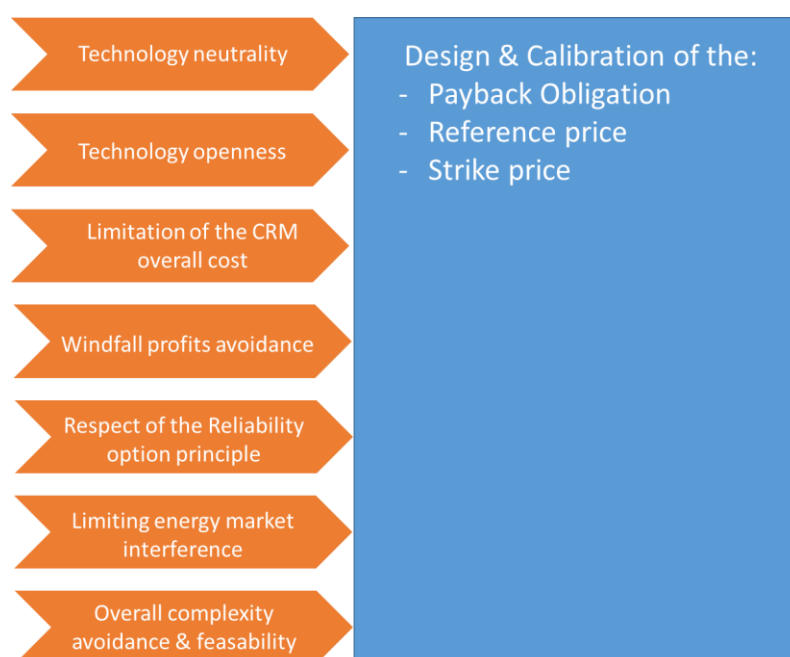 Technology neutrality
Technology openness
Limitation of the CRM
overall cost
Windfall profits avoidance
Respect of the Reliability
option principle
Limiting energy market
interference
Overall complexity
avoidance & feasability
Design & Calibration of the:
- Payback Obligation
- Reference price
- Strike price